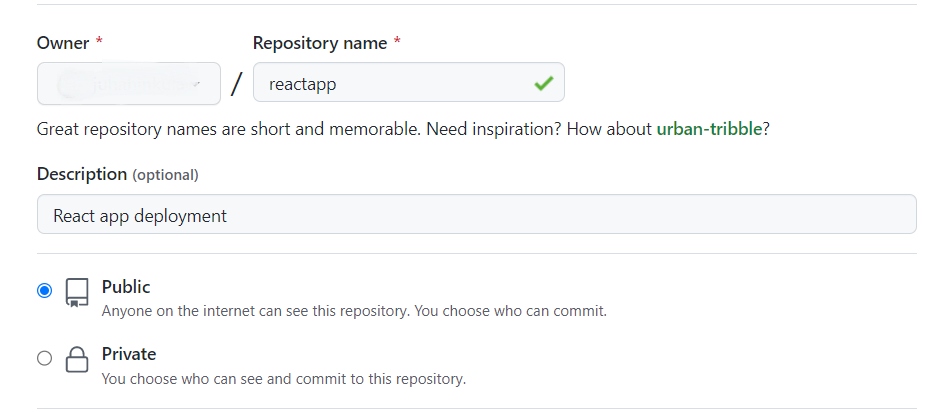 Owner *
Repository name *
/
reactapp
Great repository names are short and memorable. Need inspiration? How about urban-tribble?
Description (optional)
React app deployment
Public
Anyone on the internet can see this repository. You choose who can commit.
Private
You choose who can see and commit to this repository.